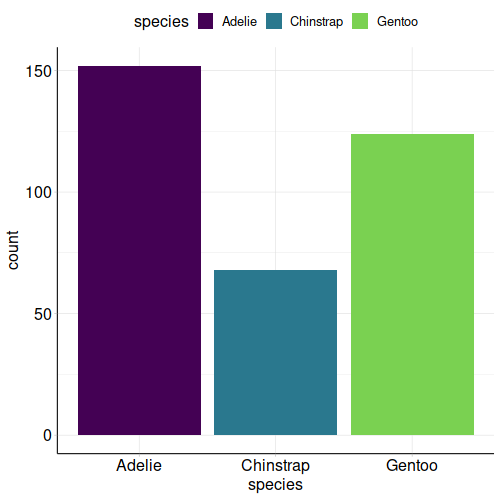 species Adelie Chinstrap Gentoo
150
100
50
0
count
Adelie Chinstrap Gentoo
species